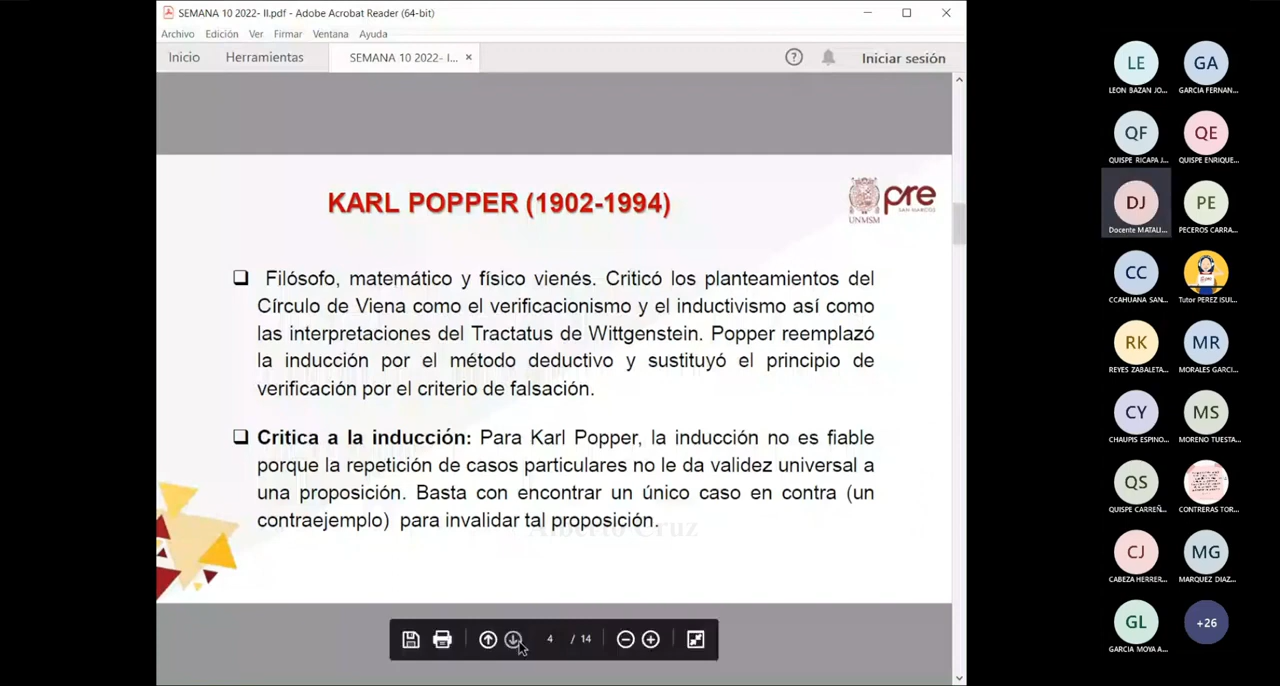 SEMANA 10 2022- II.pdf - Adobe Acrobat Reader (64-bit)
Archivo Edición Ver Firmar Ventana Ayuda
Inicio Herramientas SEMANA 10 2022- I... × Iniciar sesión
KARL POPPER (1902-1994)
UNMSM pre SAN MARCOS
Filósofo, matemático y físico vienés. Criticó los planteamientos del
Círculo de Viena como el verificacionismo y el inductivismo así como
las interpretaciones del Tractatus de Wittgenstein. Popper reemplazó
la inducción por el método deductivo y sustituyó el principio de
verificación por el criterio de falsación.
Critica a la inducción: Para Karl Popper, la inducción no es fiable
porque la repetición de casos particulares no le da validez universal a
una proposición. Basta con encontrar un único caso en contra (un
contraejemplo) para invalidar tal proposición.
Alberto Cruz
4 / 14
LE GA
LEON BAZAN JO... GARCIA FERNAN...
QF QE
QUISPE RICAPA J... QUISPE ENRIQUE...
DJ PE
Docente MATALI... PECEROS CARRA...
CC
CCAHUANA SAN... Tutor PEREZ ISUI...
RK MR
REYES ZABALETA... MORALES GARCI...
CY MS
CHAUPIS ESPINO... MORENO TUESTA...
QS
QUISPE CARREÑ... CONTRERAS TOR...
CJ MG
CABEZA HERRER... MARQUEZ DIAZ...
GL +26
GARCIA MOYA A...